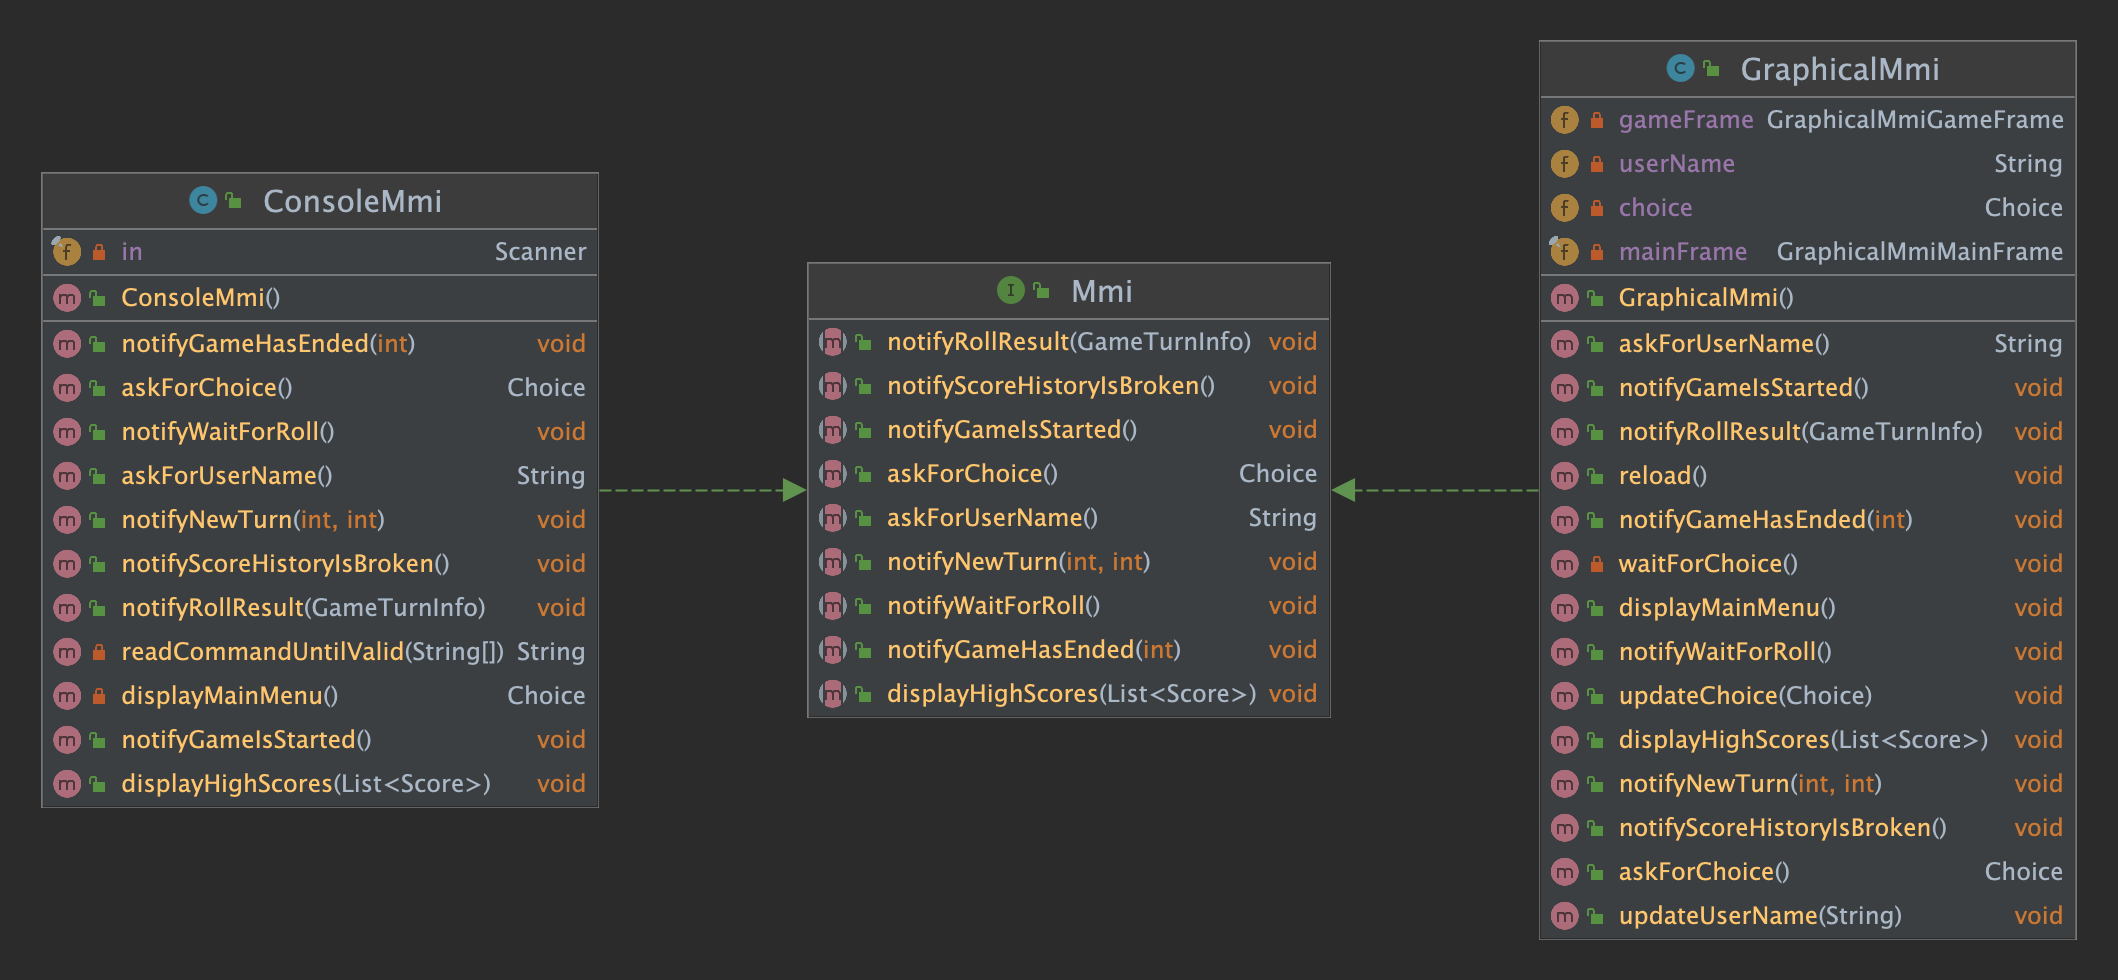 ConsoleMmi
in Scanner
ConsoleMmi()
notifyGameHasEnded(int) void
askForChoice() Choice
notifyWaitForRoll() void
askForUserName() String
notifyNewTurn(int, int) void
notifyScoreHistoryIsBroken() void
notifyRollResult(GameTurnInfo) void
readCommandUntilValid(String[]) String
displayMainMenu() Choice
notifyGameIsStarted() void
displayHighScores(List<Score>) void
Mmi
notifyRollResult(GameTurnInfo) void
notifyScoreHistoryIsBroken() void
notifyGameIsStarted() void
askForChoice() Choice
askForUserName() String
notifyNewTurn(int, int) void
notifyWaitForRoll() void
notifyGameHasEnded(int) void
displayHighScores(List<Score>) void
GraphicalMmi
gameFrame GraphicalMmiGameFrame
userName String
choice Choice
mainFrame GraphicalMmiMainFrame
GraphicalMmi()
askForUserName() String
notifyGameIsStarted() void
notifyRollResult(GameTurnInfo) void
reload() void
notifyGameHasEnded(int) void
waitForChoice() void
displayMainMenu() void
notifyWaitForRoll() void
updateChoice(Choice) void
displayHighScores(List<Score>) void
notifyNewTurn(int, int) void
notifyScoreHistoryIsBroken() void
askForChoice() Choice
updateUserName(String) void